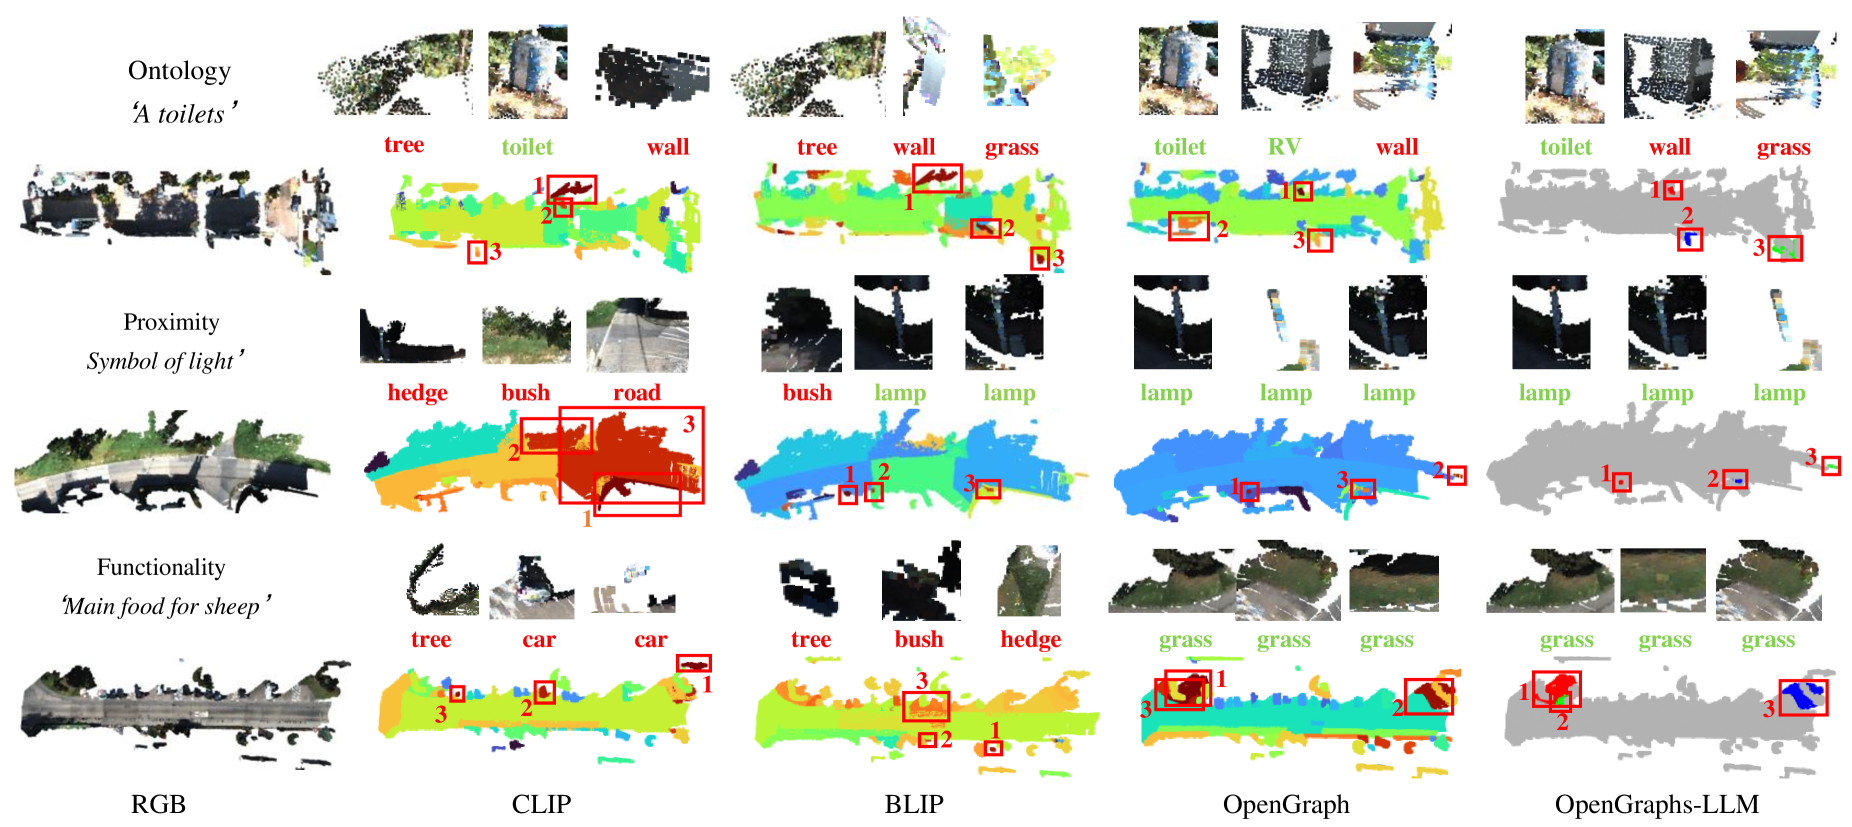 Ontology
‘A toilets’
tree toilet wall
tree wall grass
toilet RV wall
toilet wall grass
1 2 3
1 2 3
1 2 3
1 2 3
Proximity
Symbol of light’
hedge bush road
bush lamp lamp
lamp lamp lamp
lamp lamp lamp
1 2 3
1 2 3
1 2 3
1 2 3
Functionality
‘Main food for sheep’
tree car car
tree bush hedge
grass grass grass
grass grass grass
1 2 3
1 2 3
1 2 3
1 2 3
RGB CLIP BLIP OpenGraph OpenGraphs-LLM